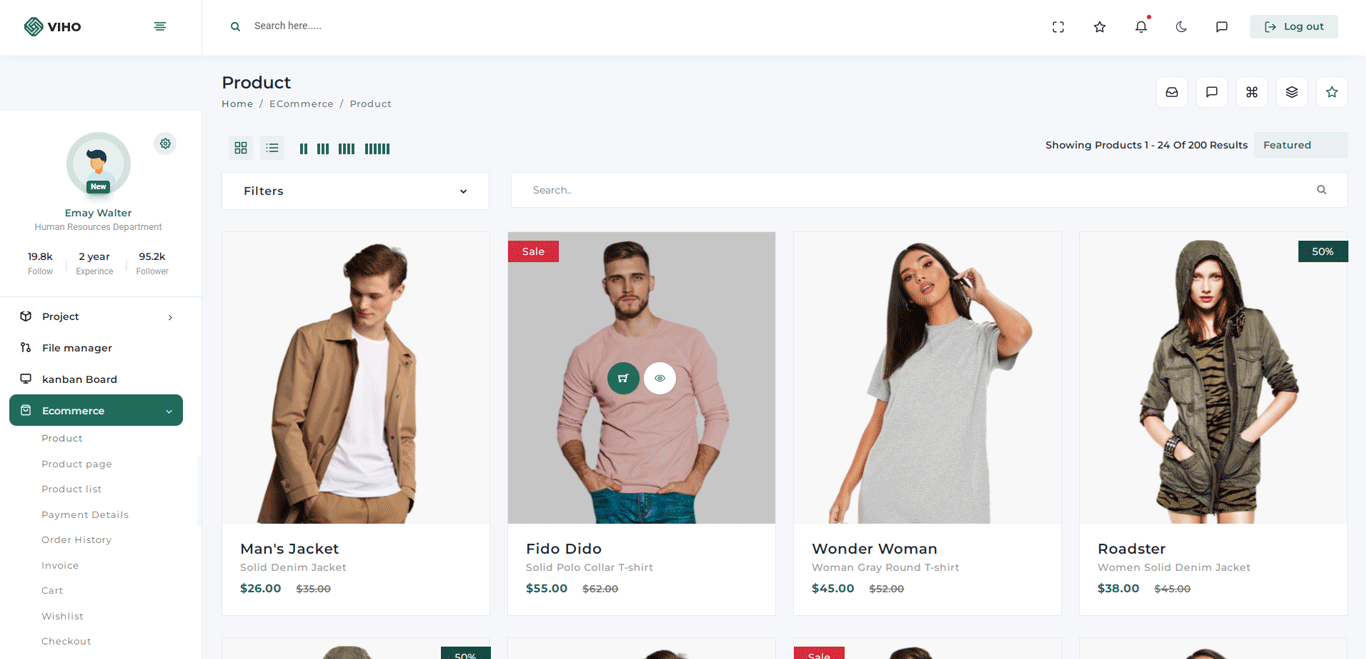 VIHO
Search here.....
Log out
Product
Home / ECommerce / Product
Showing Products 1 - 24 Of 200 Results
Featured
Filters
Search..
New
Emay Walter
Human Resources Department
19.8k 2 year 95.2k
Follow Experince Follower
Project
File manager
kanban Board
Ecommerce
Product
Product page
Product list
Payment Details
Order History
Invoice
Cart
Wishlist
Checkout
Man's Jacket
Solid Denim Jacket
$26.00 $35.00
Sale
Fido Dido
Solid Polo Collar T-shirt
$55.00 $62.00
Wonder Woman
Woman Gray Round T-shirt
$45.00 $52.00
50%
Roadster
Women Solid Denim Jacket
$38.00 $45.00
50%
Sale